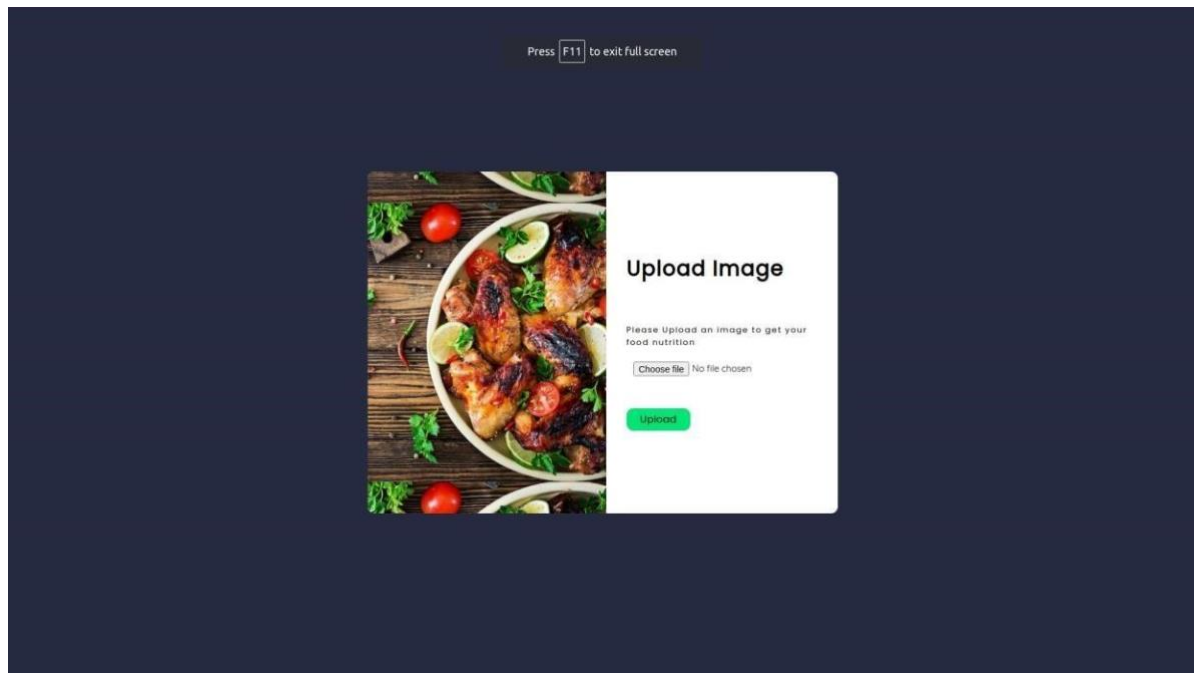 Press F11 to exit full screen
Upload Image
Please Upload an image to get your
food nutrition
Choose file No file chosen
Upload